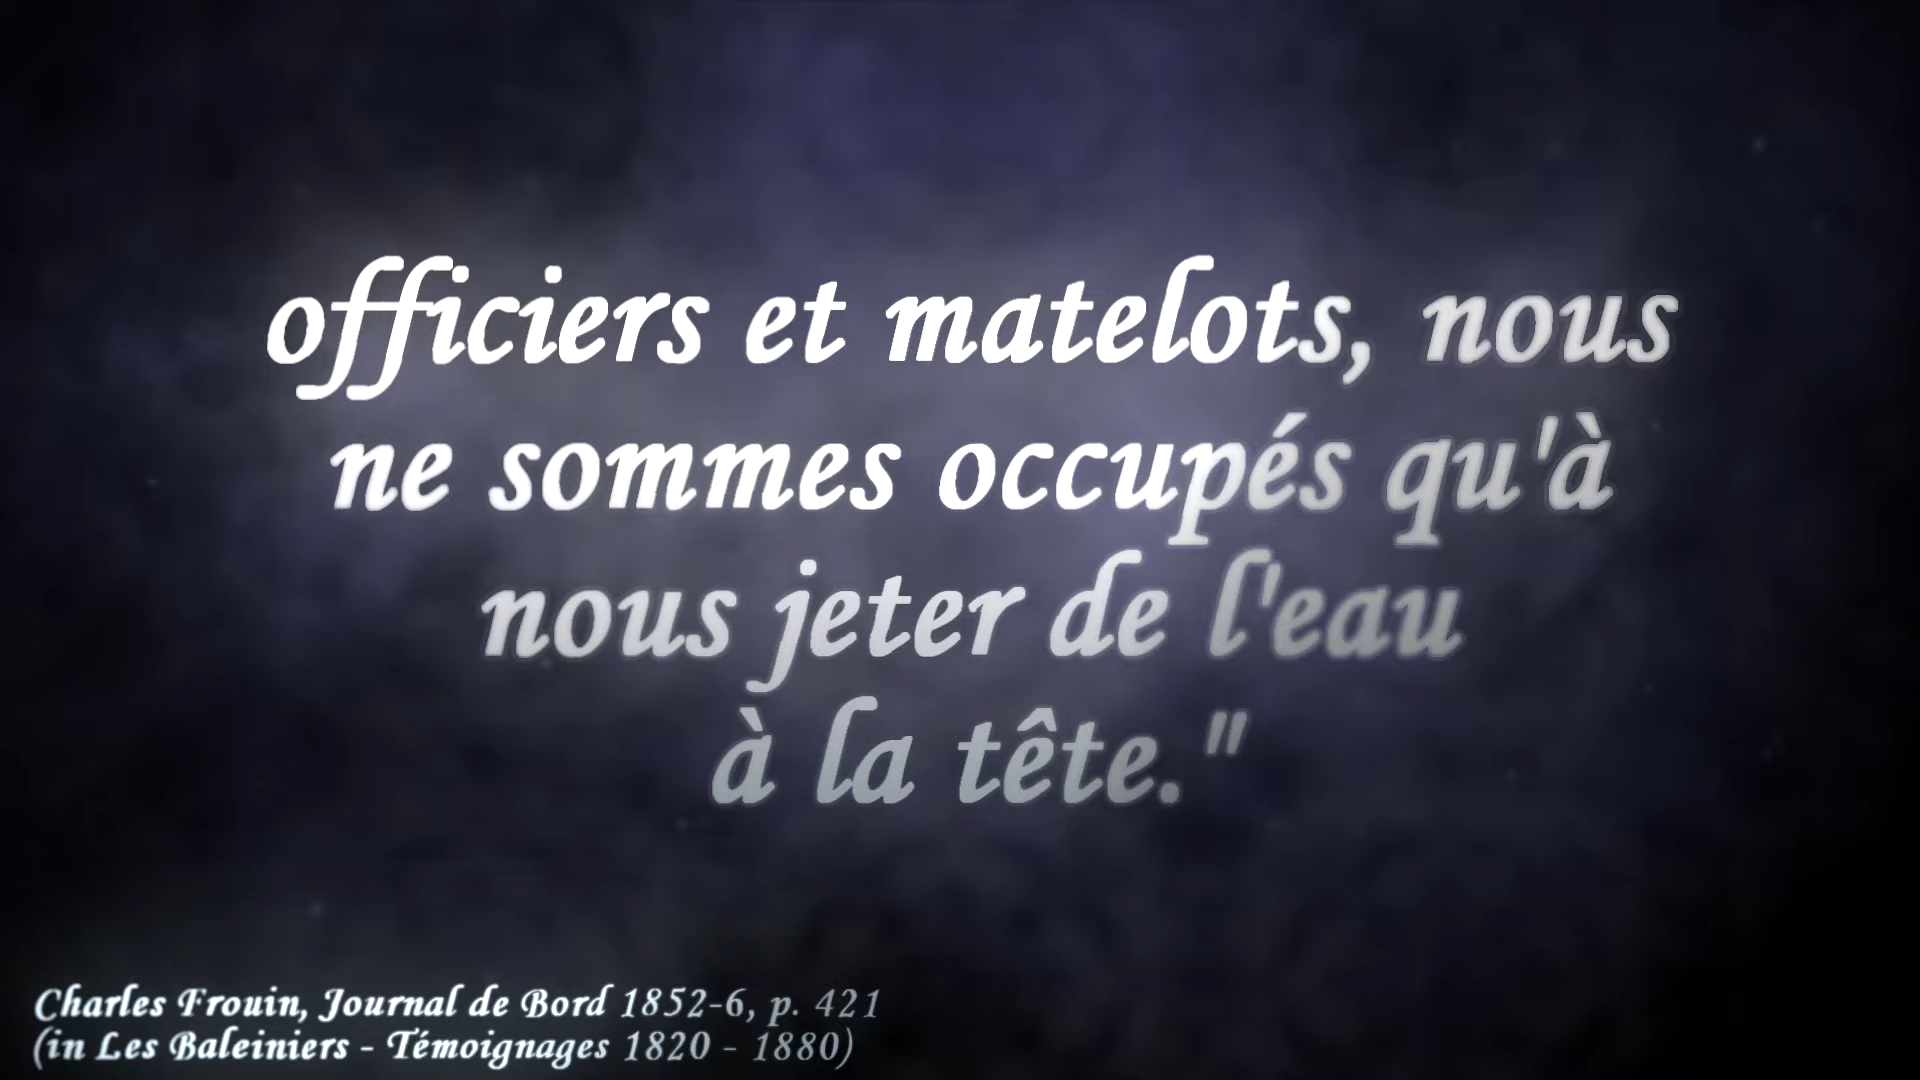 officiers et matelots, nous
ne sommes occupés qu'à
nous jeter de l'eau
à la tête."
Charles Frouin, Journal de Bord 1852-6, p. 421
(in Les Baleiniers - Témoignages 1820 - 1880)